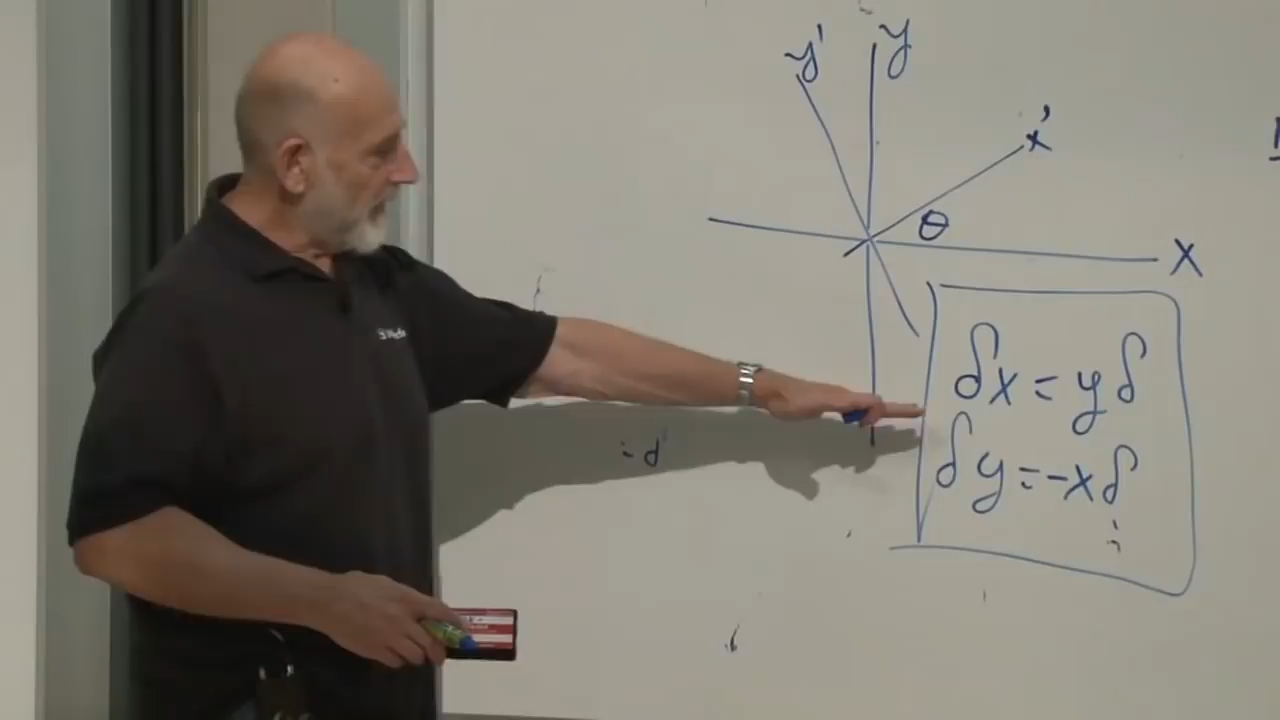 y'
y
x'
θ
x
δx = yδ
δy = -xδ